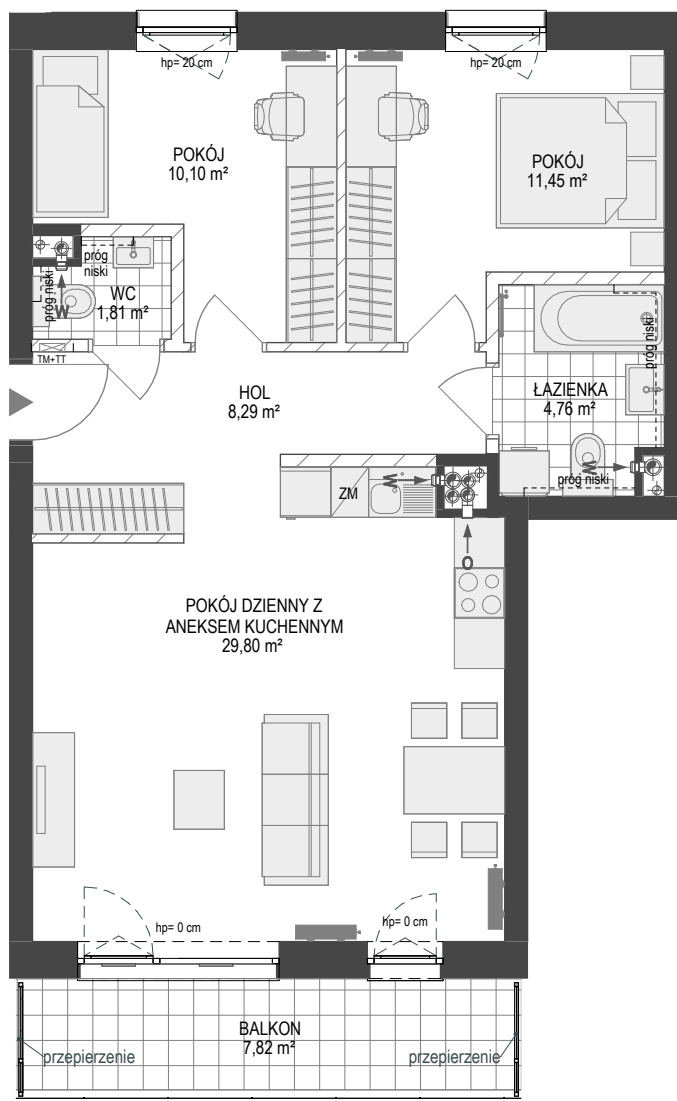 hp= 20 cm
hp= 20 cm
POKÓJ
10,10 m²
POKÓJ
11,45 m²
próg
niski
próg niski
W
WC
1,81 m²
TM+TT
próg niski
HOL
8,29 m²
ŁAZIENKA
4,76 m²
ZM
W
W
próg niski
O
POKÓJ DZIENNY Z
ANEKSEM KUCHENNYM
29,80 m²
hp= 0 cm
hp= 0 cm
BALKON
7,82 m²
przepierzenie
przepierzenie